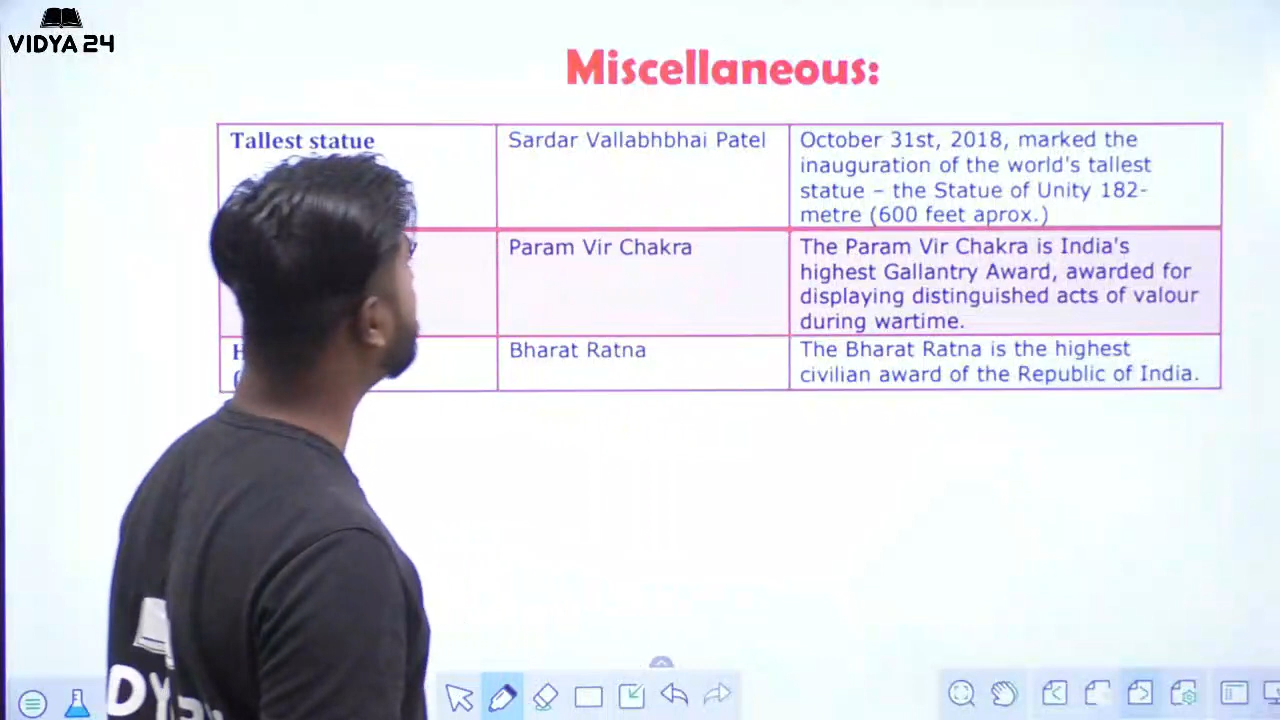 VIDYA 24
Miscellaneous:
Tallest statue
Sardar Vallabhbhai Patel
October 31st, 2018, marked the
inauguration of the world's tallest
statue – the Statue of Unity 182-
metre (600 feet aprox.)
Param Vir Chakra
The Param Vir Chakra is India's
highest Gallantry Award, awarded for
displaying distinguished acts of valour
during wartime.
Bharat Ratna
The Bharat Ratna is the highest
civilian award of the Republic of India.